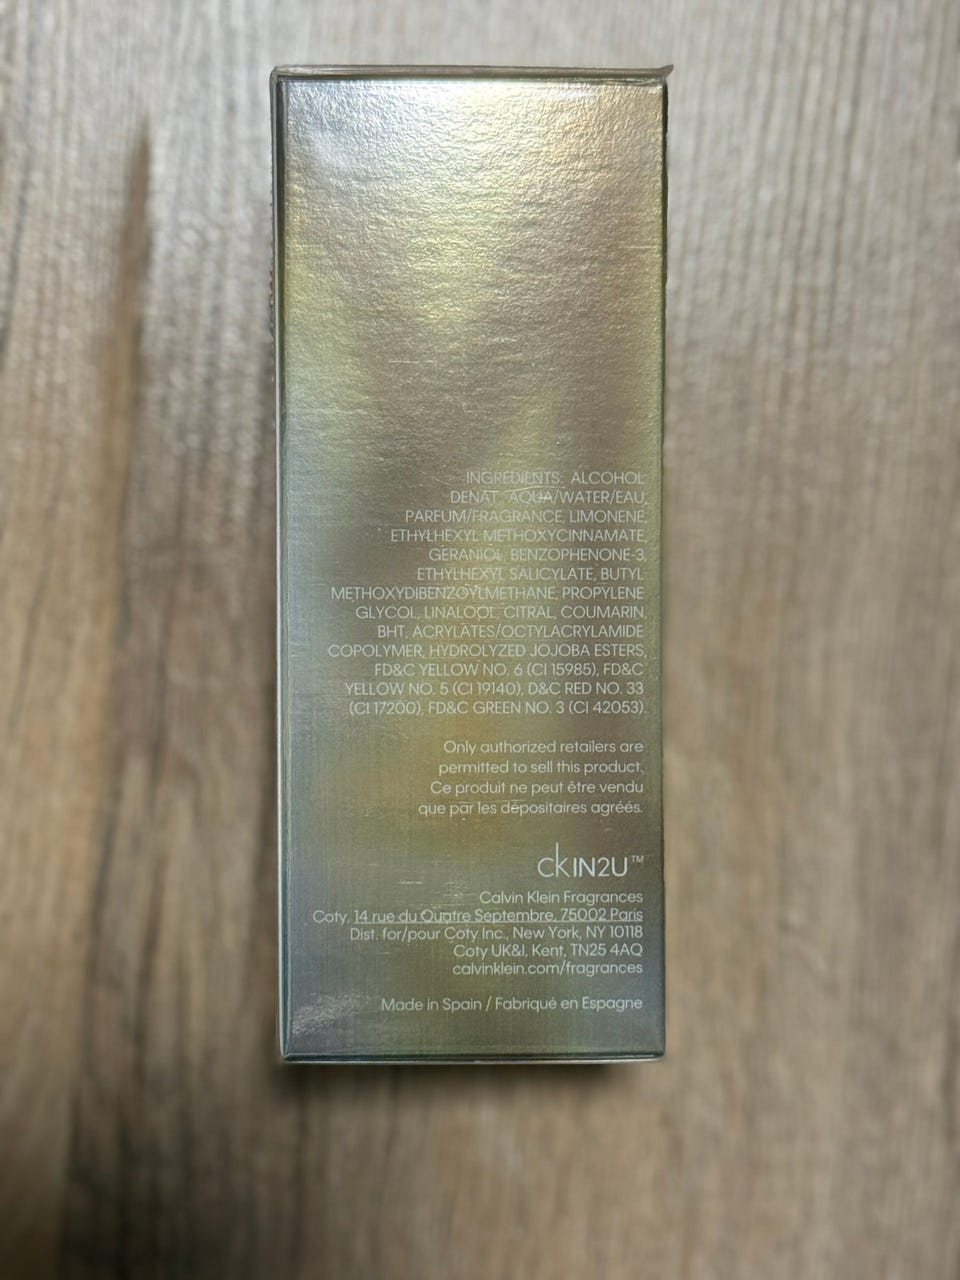 INGREDIENTS: ALCOHOL
DENAT, AQUA/WATER/EAU,
PARFUM/FRAGRANCE, LIMONENE,
ETHYLHEXYL METHOXYCINNAMATE,
GERANIOL, BENZOPHENONE-3,
ETHYLHEXYL SALICYLATE, BUTYL
METHOXYDIBENZOYLMETHANE, PROPYLENE
GLYCOL, LINALOOL, CITRAL, COUMARIN,
BHT, ACRYLATES/OCTYLACRYLAMIDE
COPOLYMER, HYDROLYZED JOJOBA ESTERS,
FD&C YELLOW NO. 6 (CI 15985), FD&C
YELLOW NO. 5 (CI 19140), D&C RED NO. 33
(CI 17200), FD&C GREEN NO. 3 (CI 42053).
Only authorized retailers are
permitted to sell this product.
Ce produit ne peut être vendu
que par les dépositaires agréés.
ckIN2U™
Calvin Klein Fragrances
Coty, 14 rue du Quatre Septembre, 75002 Paris
Dist. for/pour Coty Inc., New York, NY 10118
Coty UK&I, Kent, TN25 4AQ
calvinklein.com/fragrances
Made in Spain / Fabriqué en Espagne